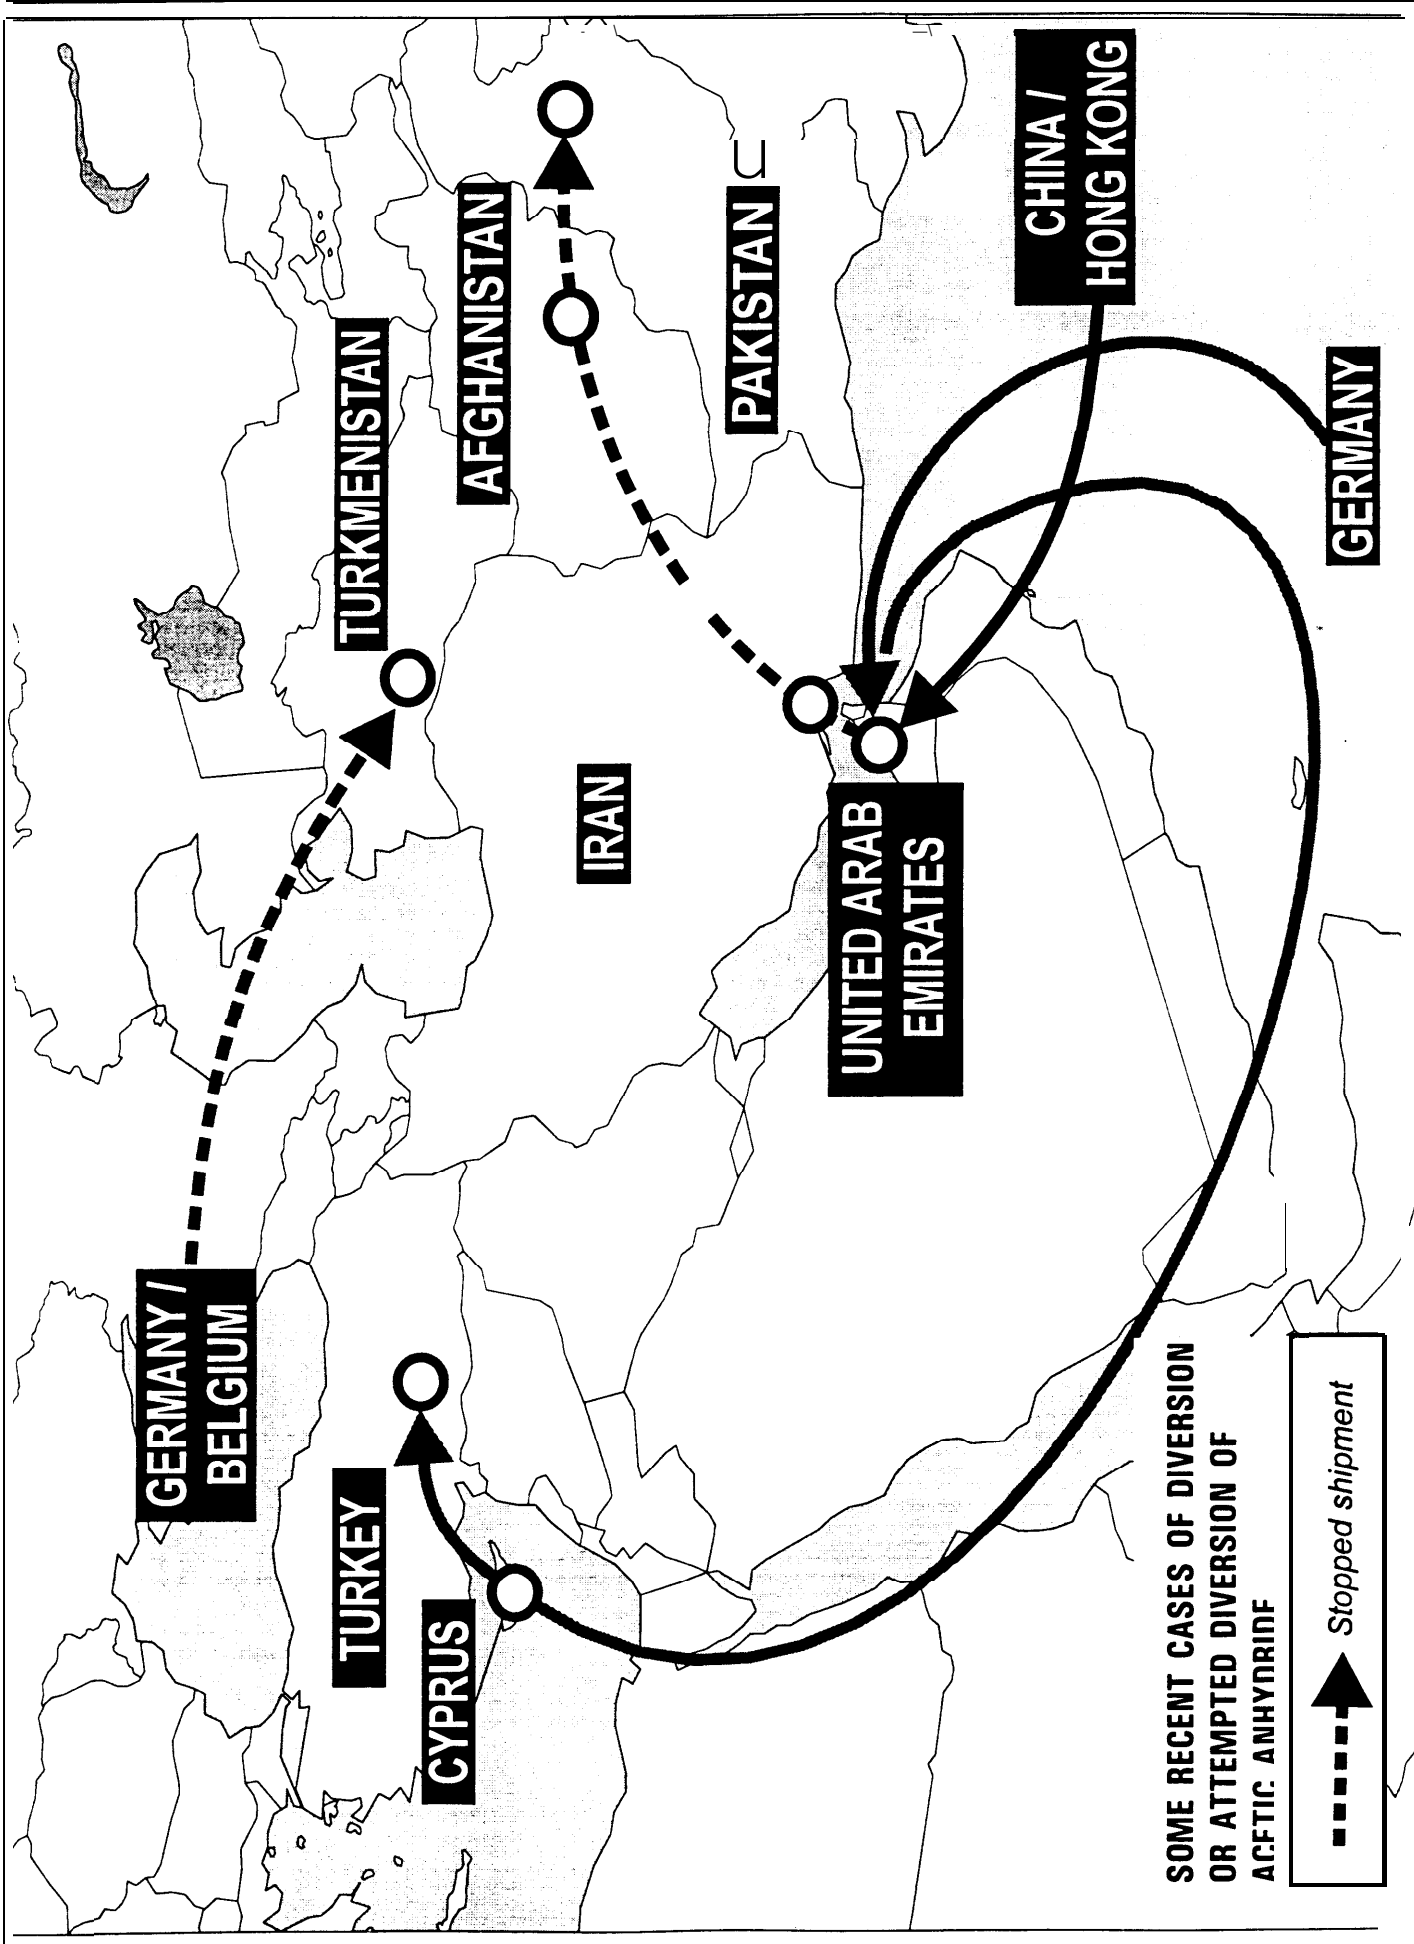 GERMANY /
BELGIUM
TURKMENISTAN
AFGHANISTAN
TURKEY
CYPRUS
IRAN
PAKISTAN
UNITED ARAB
EMIRATES
CHINA /
HONG KONG
GERMANY
SOME RECENT CASES OF DIVERSION
OR ATTEMPTED DIVERSION OF
ACETIC ANHYDRIDE
Stopped shipment